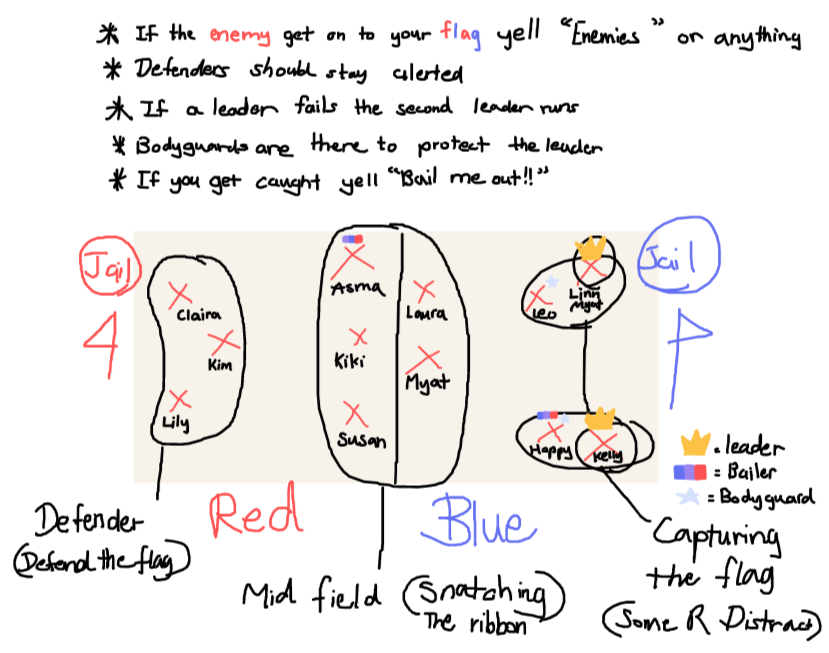 * If the enemy get on to your flag yell "Enemies" or anything
* Defenders should stay alerted
* If a leader fails the second leader runs
* Bodyguards are there to protect the leader
* If you get caught yell "Bail me out!!"
Jail
Jail
Asma
Linn
Myat
Leo
Claira
Laura
Kim
Kiki
Myat
Lily
Susan
Happy
Kelly
= leader
= Bailer
= Bodyguard
Defender
(Defend the flag)
Red
Blue
Mid field (Snatching
The ribbon)
Capturing
the flag
(Some R Distract)